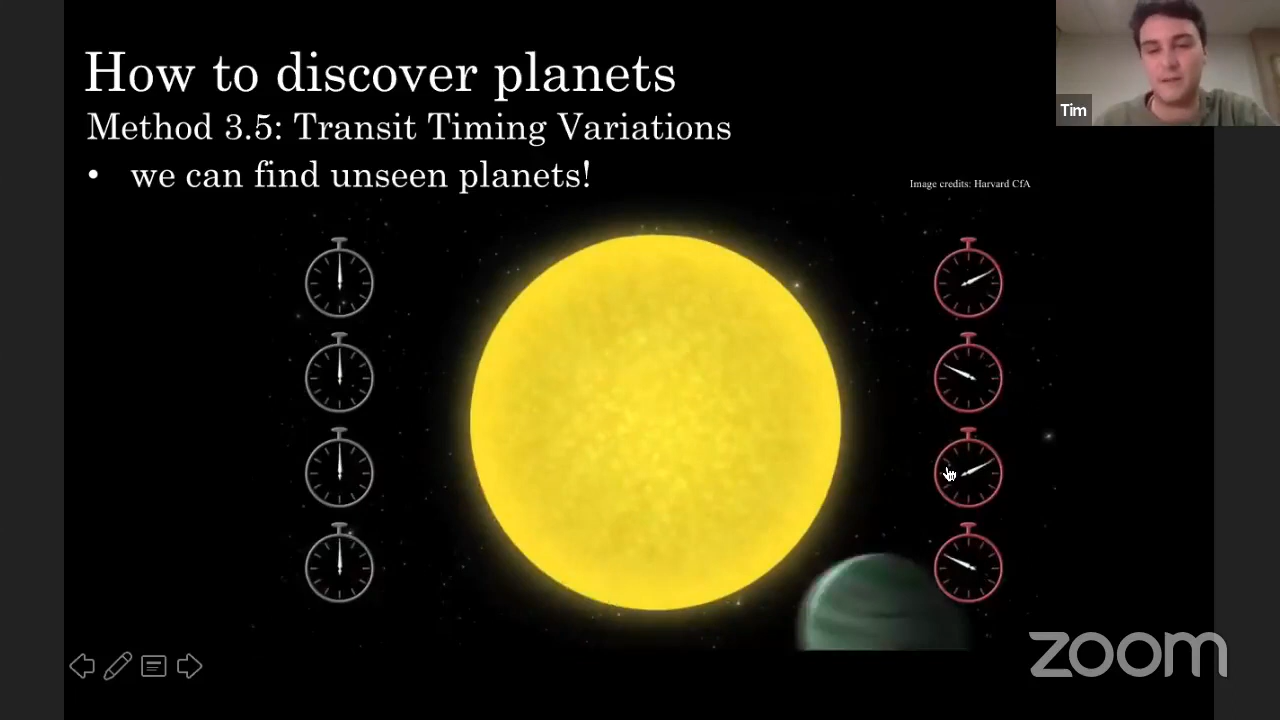 How to discover planets
Method 3.5: Transit Timing Variations
• we can find unseen planets!
Image credits: Harvard CfA
Tim
zoom